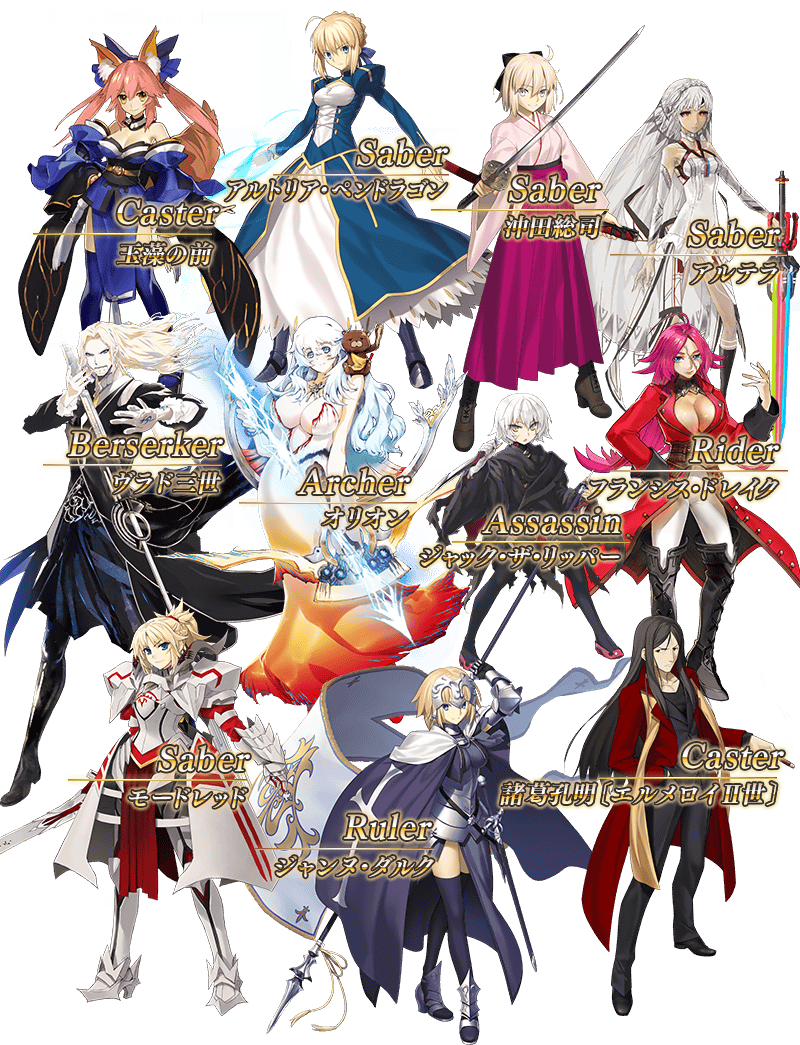 Caster
玉藻の前
Saber
アルトリア・ペンドラゴン
Saber
沖田総司
Saber
アルテラ
Berserker
ヴラド三世
Archer
オリオン
Assassin
ジャック・ザ・リッパー
Rider
フランシス・ドレイク
Saber
モードレッド
Ruler
ジャンヌ・ダルク
Caster
諸葛孔明〔エルメロイⅡ世〕